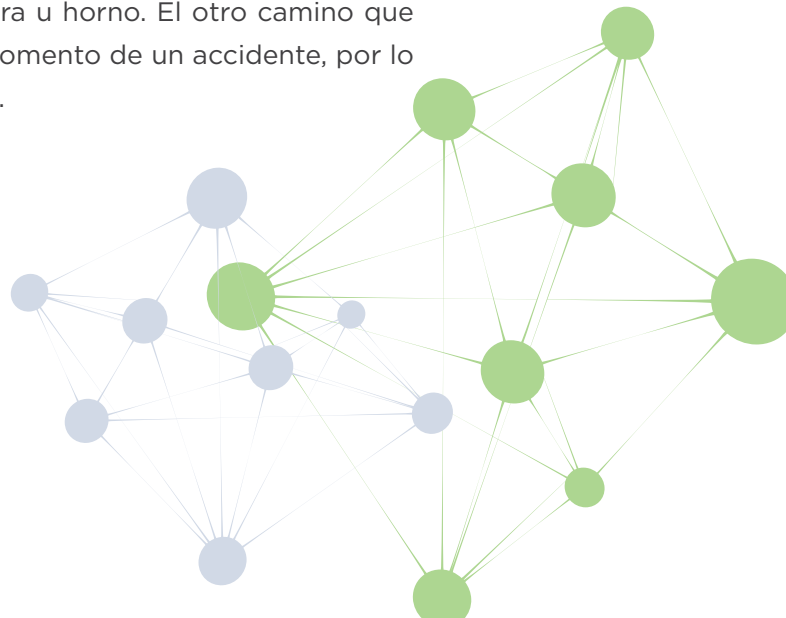 ra u horno. El otro camino que
omento de un accidente, por lo
.